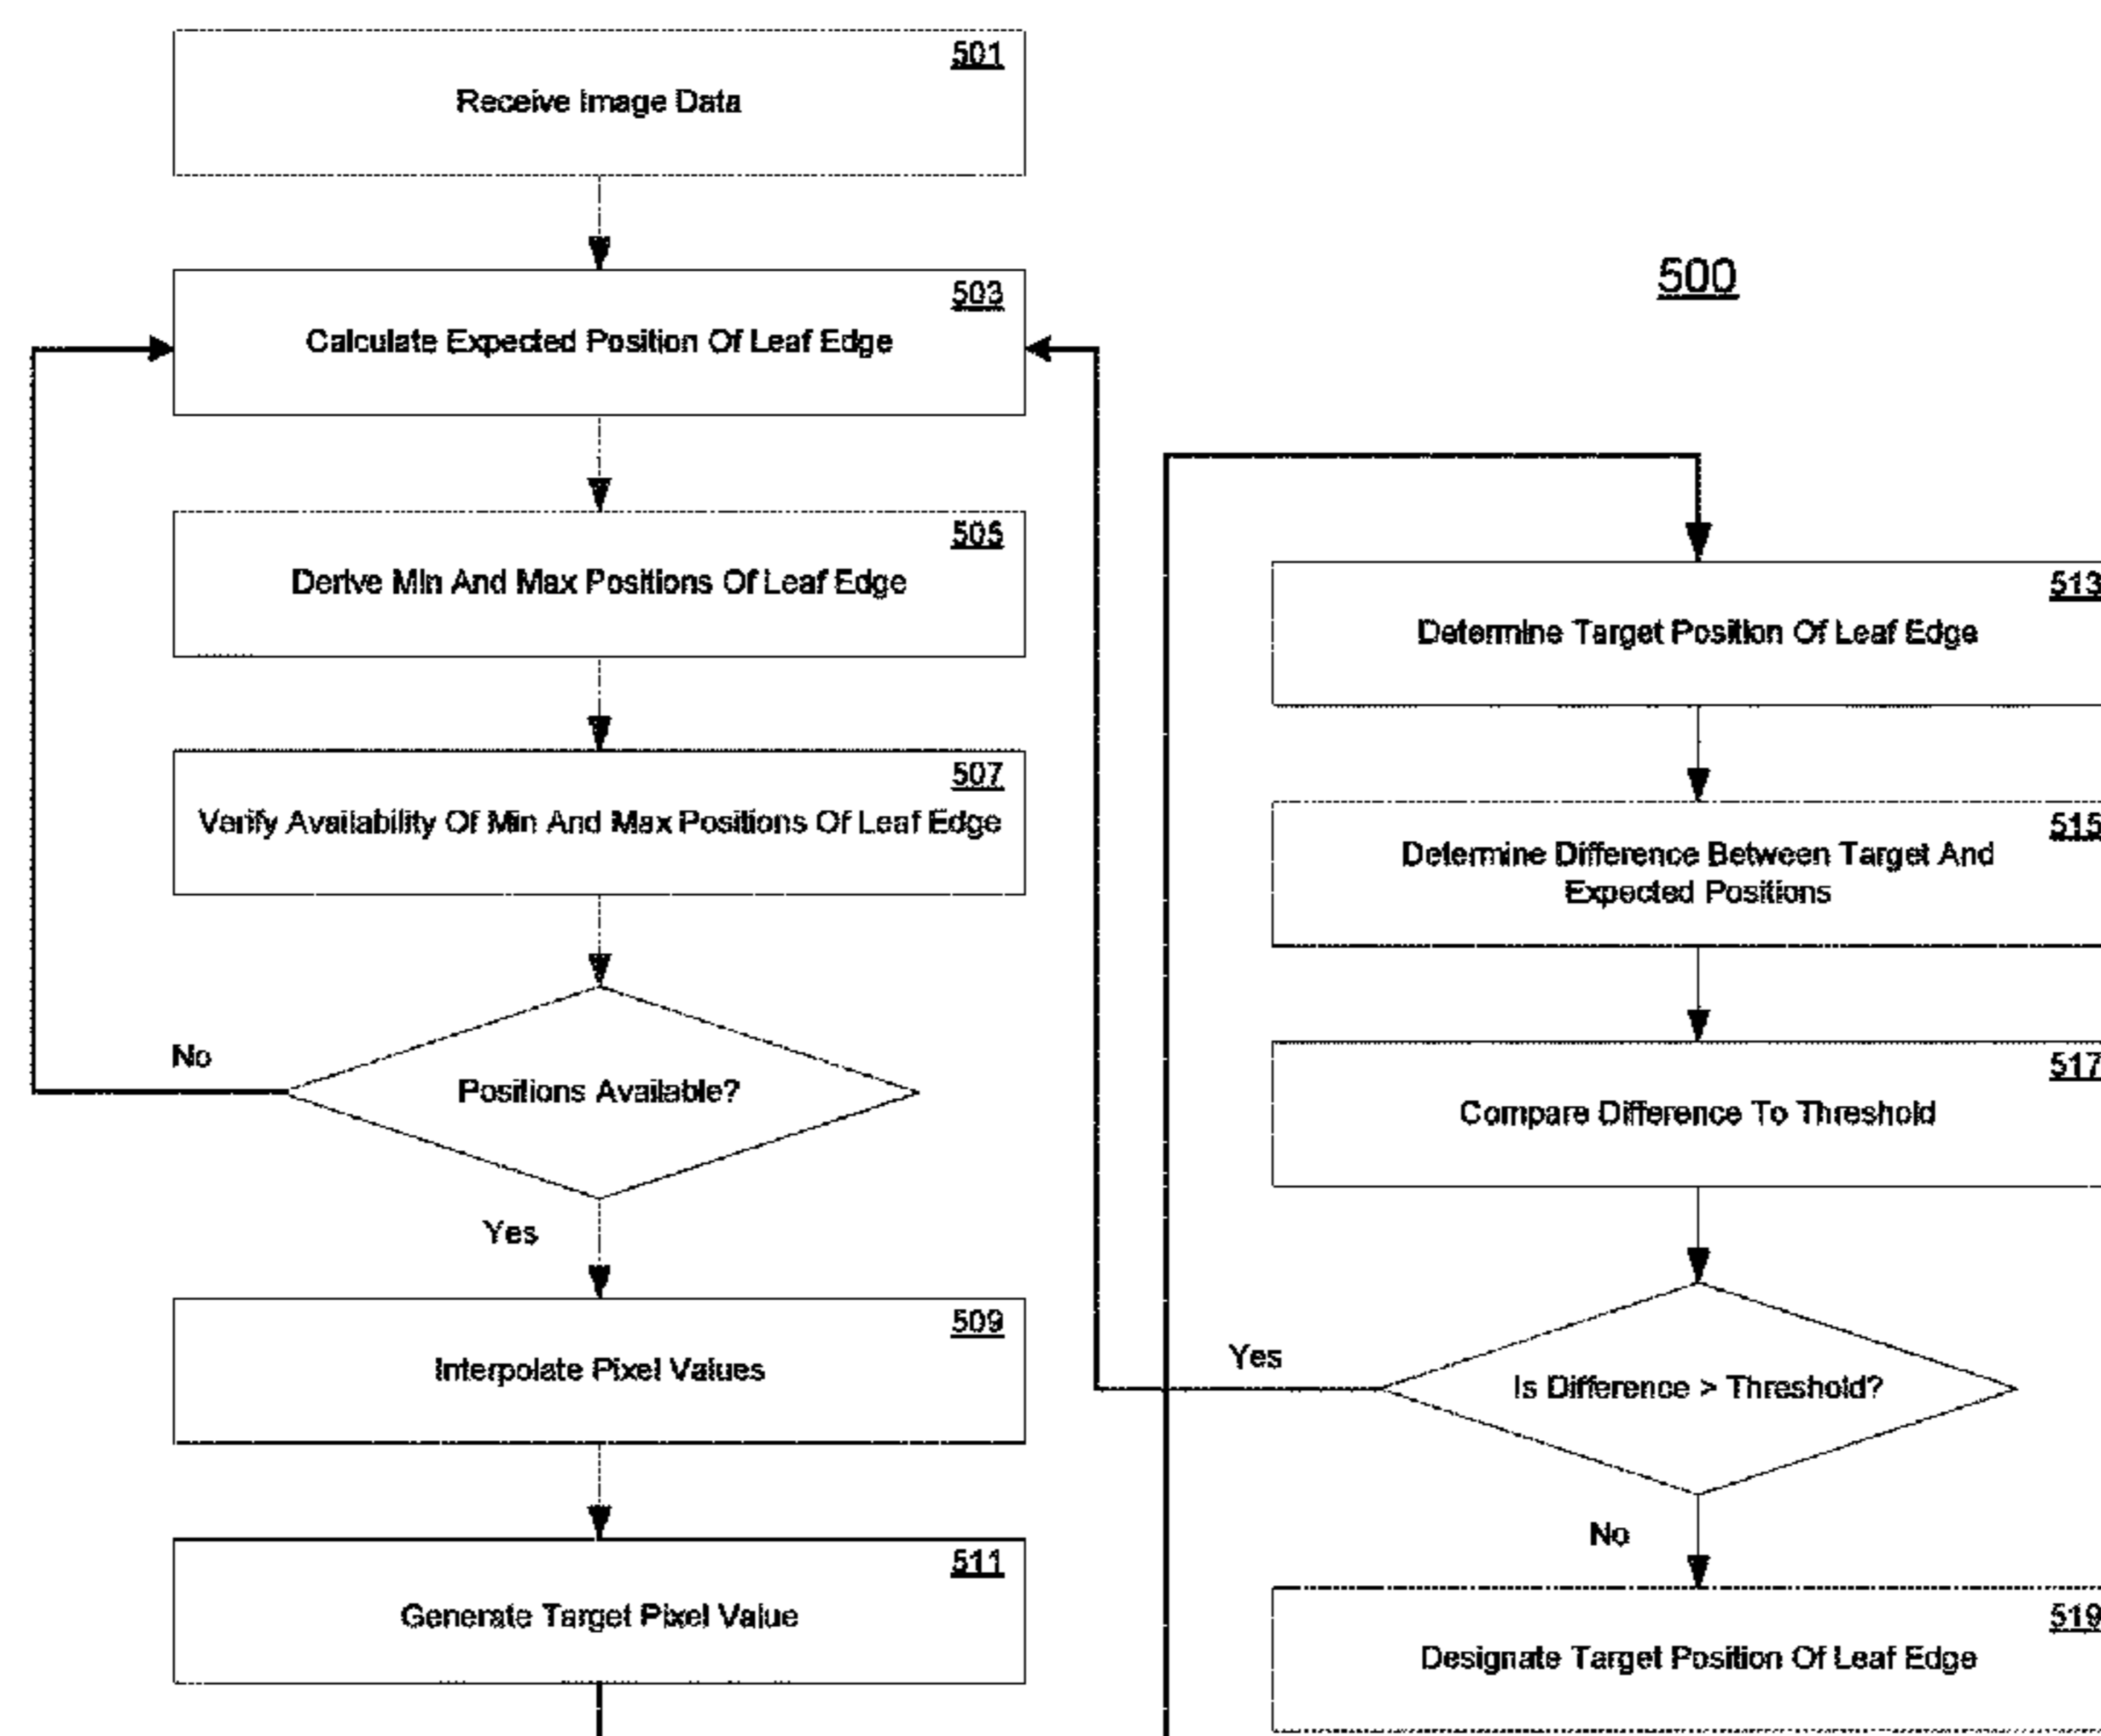 501
Receive Image Data
503
Calculate Expected Position Of Leaf Edge
505
Derive Min And Max Positions Of Leaf Edge
507
Verify Availability Of Min And Max Positions Of Leaf Edge
Positions Available?
No
Yes
509
Interpolate Pixel Values
511
Generate Target Pixel Value
500
513
Determine Target Position Of Leaf Edge
515
Determine Difference Between Target And
Expected Positions
517
Compare Difference To Threshold
Is Difference > Threshold?
Yes
No
519
Designate Target Position Of Leaf Edge